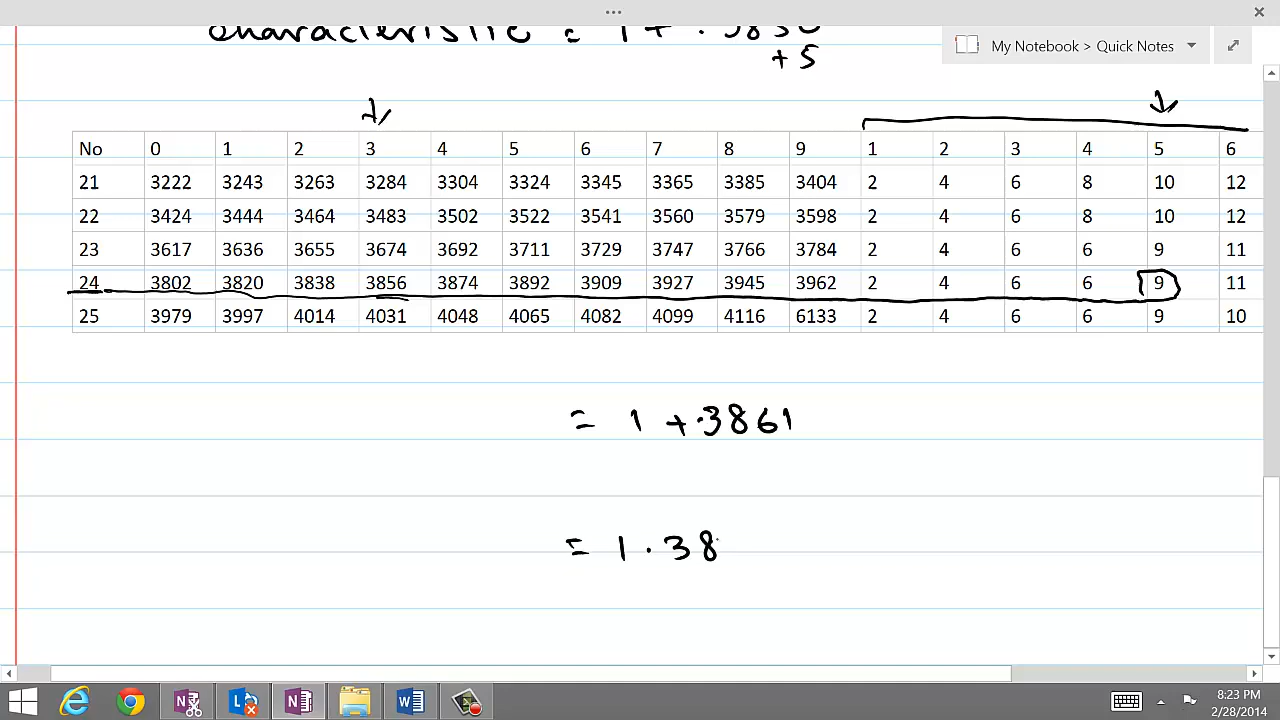 ...
My Notebook > Quick Notes
characteristic = 1 +
+ 5
No 0 1 2 3 4 5 6 7 8 9 1 2 3 4 5 6
21 3222 3243 3263 3284 3304 3324 3345 3365 3385 3404 2 4 6 8 10 12
22 3424 3444 3464 3483 3502 3522 3541 3560 3579 3598 2 4 6 8 10 12
23 3617 3636 3655 3674 3692 3711 3729 3747 3766 3784 2 4 6 6 9 11
24 3802 3820 3838 3856 3874 3892 3909 3927 3945 3962 2 4 6 6 9 11
25 3979 3997 4014 4031 4048 4065 4082 4099 4116 6133 2 4 6 6 9 10
= 1 + .3861
= 1.38
8:23 PM
2/28/2014